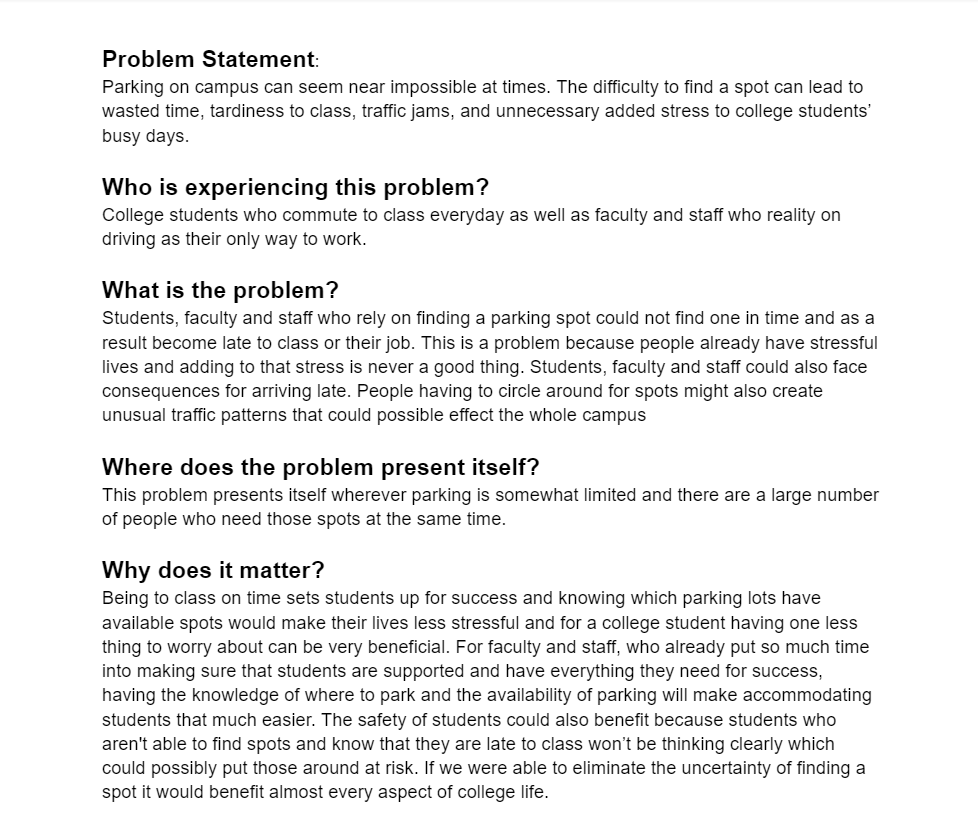 Problem Statement:
Parking on campus can seem near impossible at times. The difficulty to find a spot can lead to
wasted time, tardiness to class, traffic jams, and unnecessary added stress to college students’
busy days.
Who is experiencing this problem?
College students who commute to class everyday as well as faculty and staff who reality on
driving as their only way to work.
What is the problem?
Students, faculty and staff who rely on finding a parking spot could not find one in time and as a
result become late to class or their job. This is a problem because people already have stressful
lives and adding to that stress is never a good thing. Students, faculty and staff could also face
consequences for arriving late. People having to circle around for spots might also create
unusual traffic patterns that could possible effect the whole campus
Where does the problem present itself?
This problem presents itself wherever parking is somewhat limited and there are a large number
of people who need those spots at the same time.
Why does it matter?
Being to class on time sets students up for success and knowing which parking lots have
available spots would make their lives less stressful and for a college student having one less
thing to worry about can be very beneficial. For faculty and staff, who already put so much time
into making sure that students are supported and have everything they need for success,
having the knowledge of where to park and the availability of parking will make accommodating
students that much easier. The safety of students could also benefit because students who
aren't able to find spots and know that they are late to class won’t be thinking clearly which
could possibly put those around at risk. If we were able to eliminate the uncertainty of finding a
spot it would benefit almost every aspect of college life.